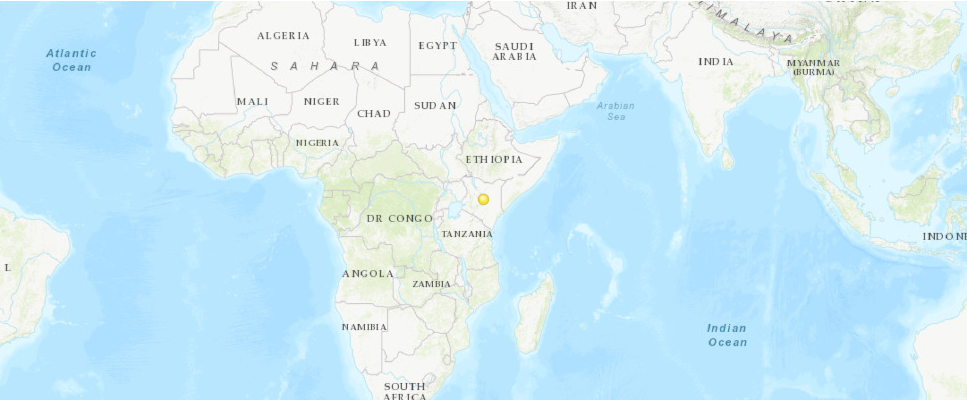 IRAN
HIMALAYA
ALGERIA
LIBYA
EGYPT
SAUDI
ARABIA
Atlantic
Ocean
SAHARA
INDIA
MYANMAR
(BURMA)
MALI
NIGER
CHAD
SUDAN
Arabian
Sea
NIGERIA
ETHIOPIA
DR CONGO
TANZANIA
INDONE
L
ANGOLA
ZAMBIA
NAMIBIA
Indian
Ocean
SOUTH
AFRICA